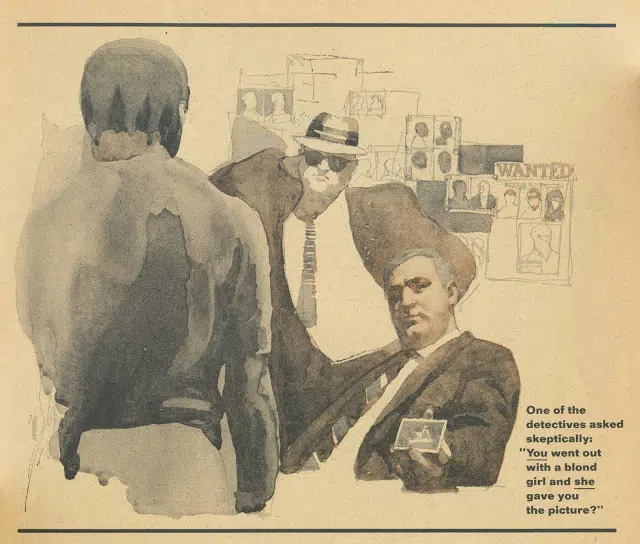 WANTED
One of the
detectives asked
skeptically:
"You went out
with a blond
girl and she
gave you
the picture?"